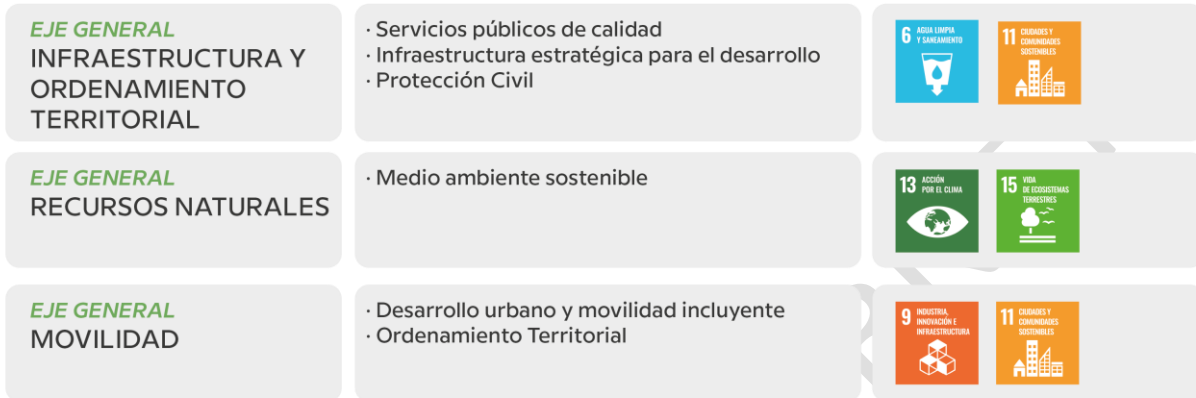 EJE GENERAL
INFRAESTRUCTURA Y
ORDENAMIENTO
TERRITORIAL
· Servicios públicos de calidad
· Infraestructura estratégica para el desarrollo
· Protección Civil
6 AGUA LIMPIA
Y SANEAMIENTO
11 CIUDADES Y
COMUNIDADES
SOSTENIBLES
EJE GENERAL
RECURSOS NATURALES
· Medio ambiente sostenible
13 ACCIÓN
POR EL CLIMA
15 VIDA
DE ECOSISTEMAS
TERRESTRES
EJE GENERAL
MOVILIDAD
· Desarrollo urbano y movilidad incluyente
· Ordenamiento Territorial
9 INDUSTRIA,
INNOVACIÓN E
INFRAESTRUCTURA
11 CIUDADES Y
COMUNIDADES
SOSTENIBLES